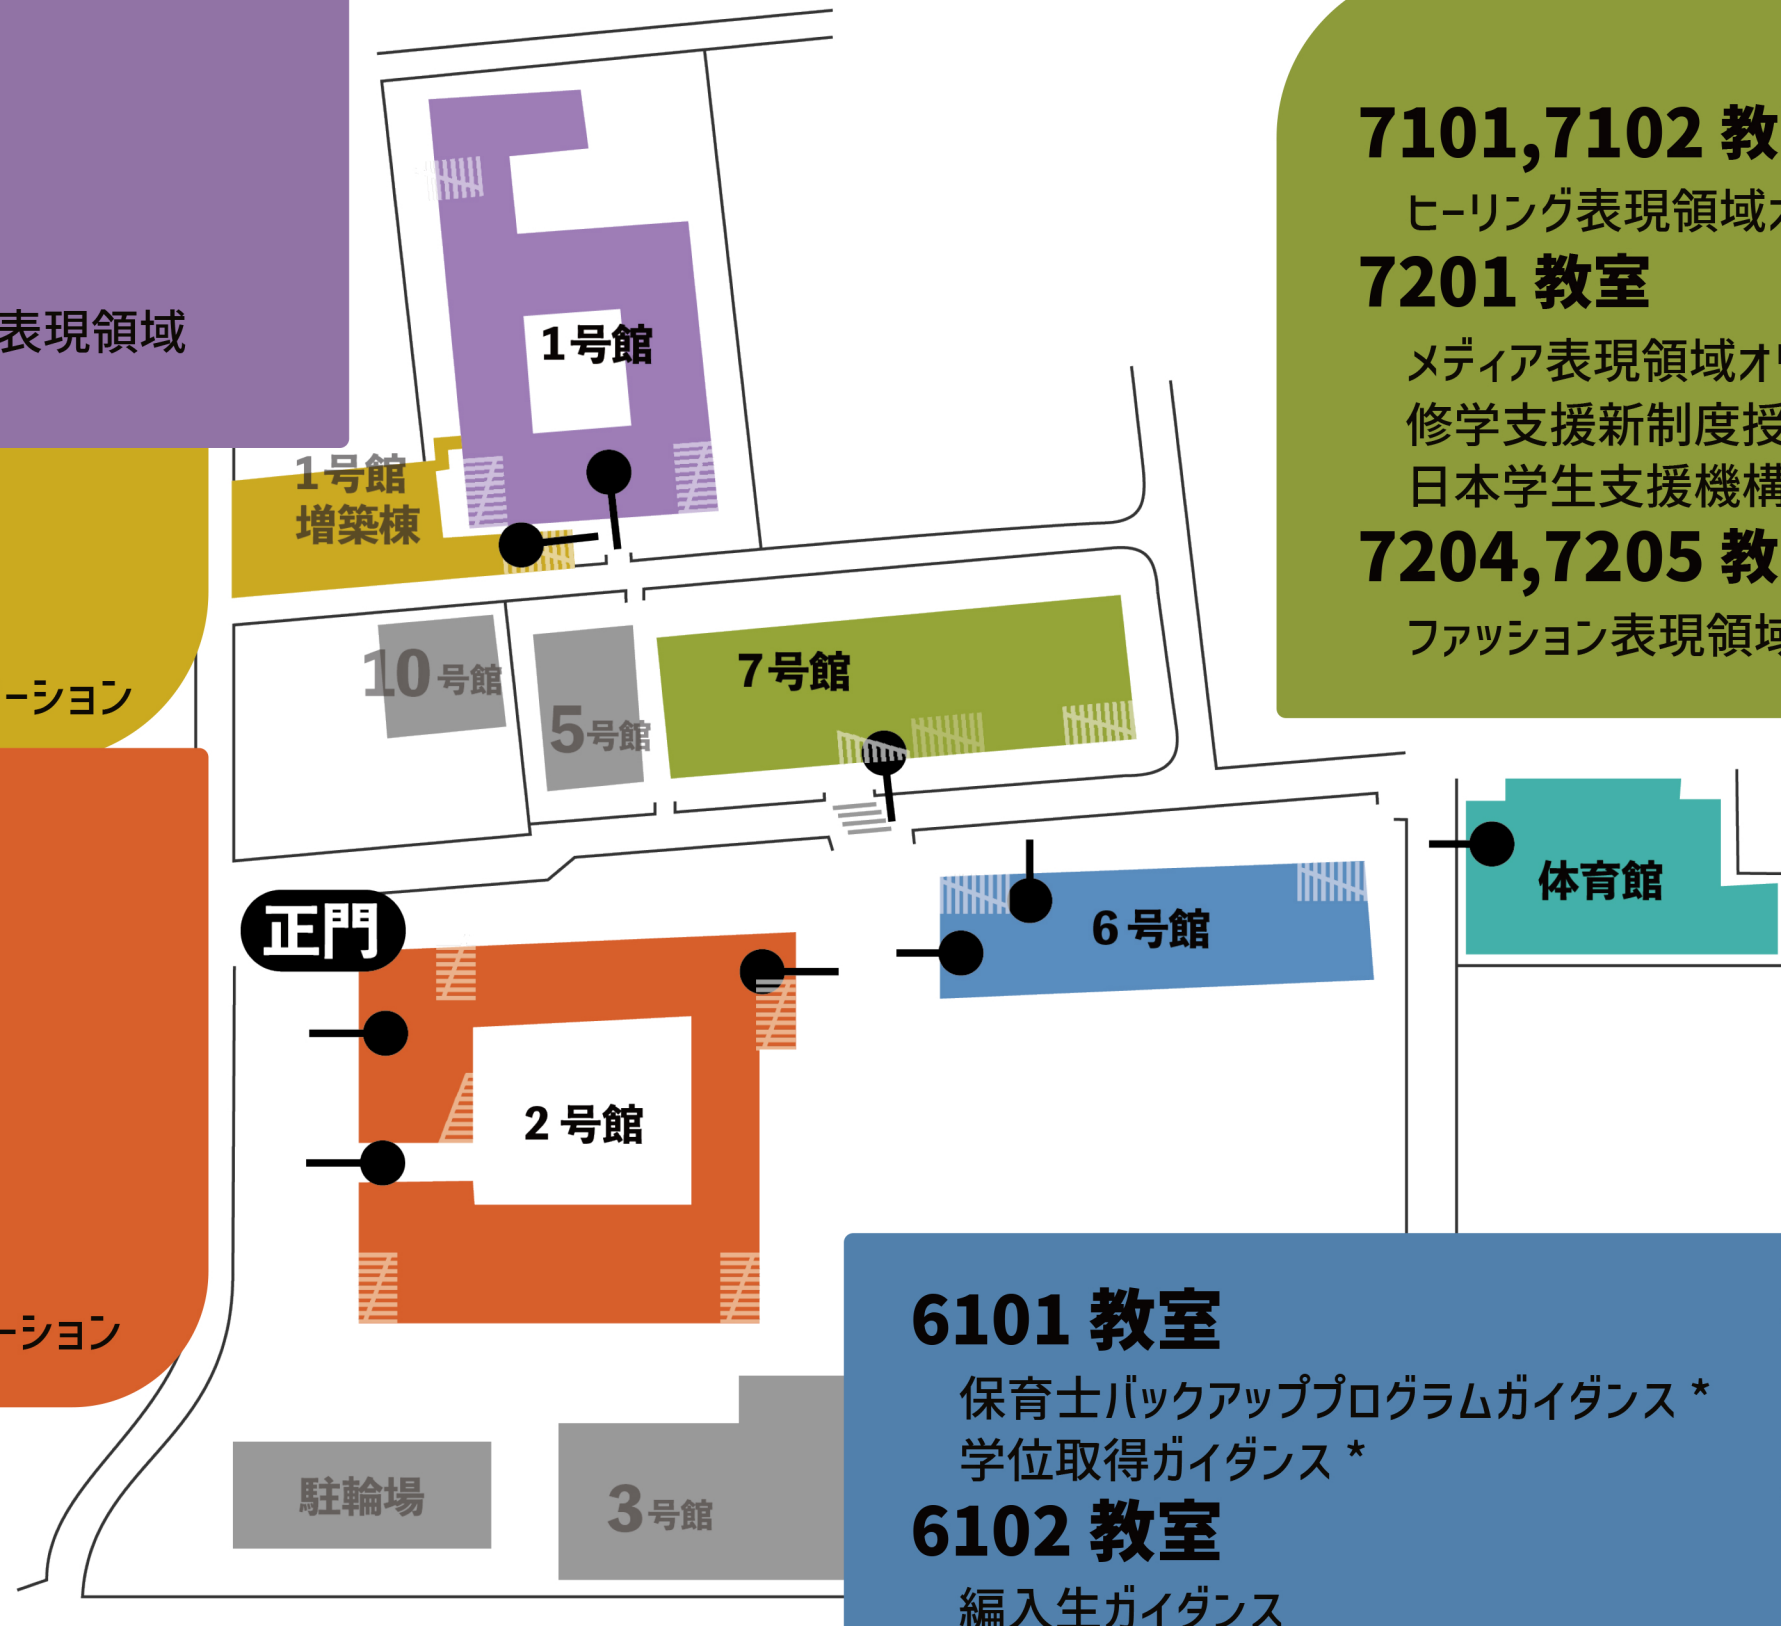 表現領域
ーション
ーション
1号館
1号館
増築棟
10号館
5号館
7号館
正門
6号館
体育館
2号館
駐輪場
3号館
7101,7102 教
ヒーリング表現領域オ
7201 教室
メディア表現領域オリ
修学支援新制度授
日本学生支援機構
7204,7205 教
ファッション表現領域
6101 教室
保育士バックアッププログラムガイダンス *
学位取得ガイダンス *
6102 教室
編入生ガイダンス